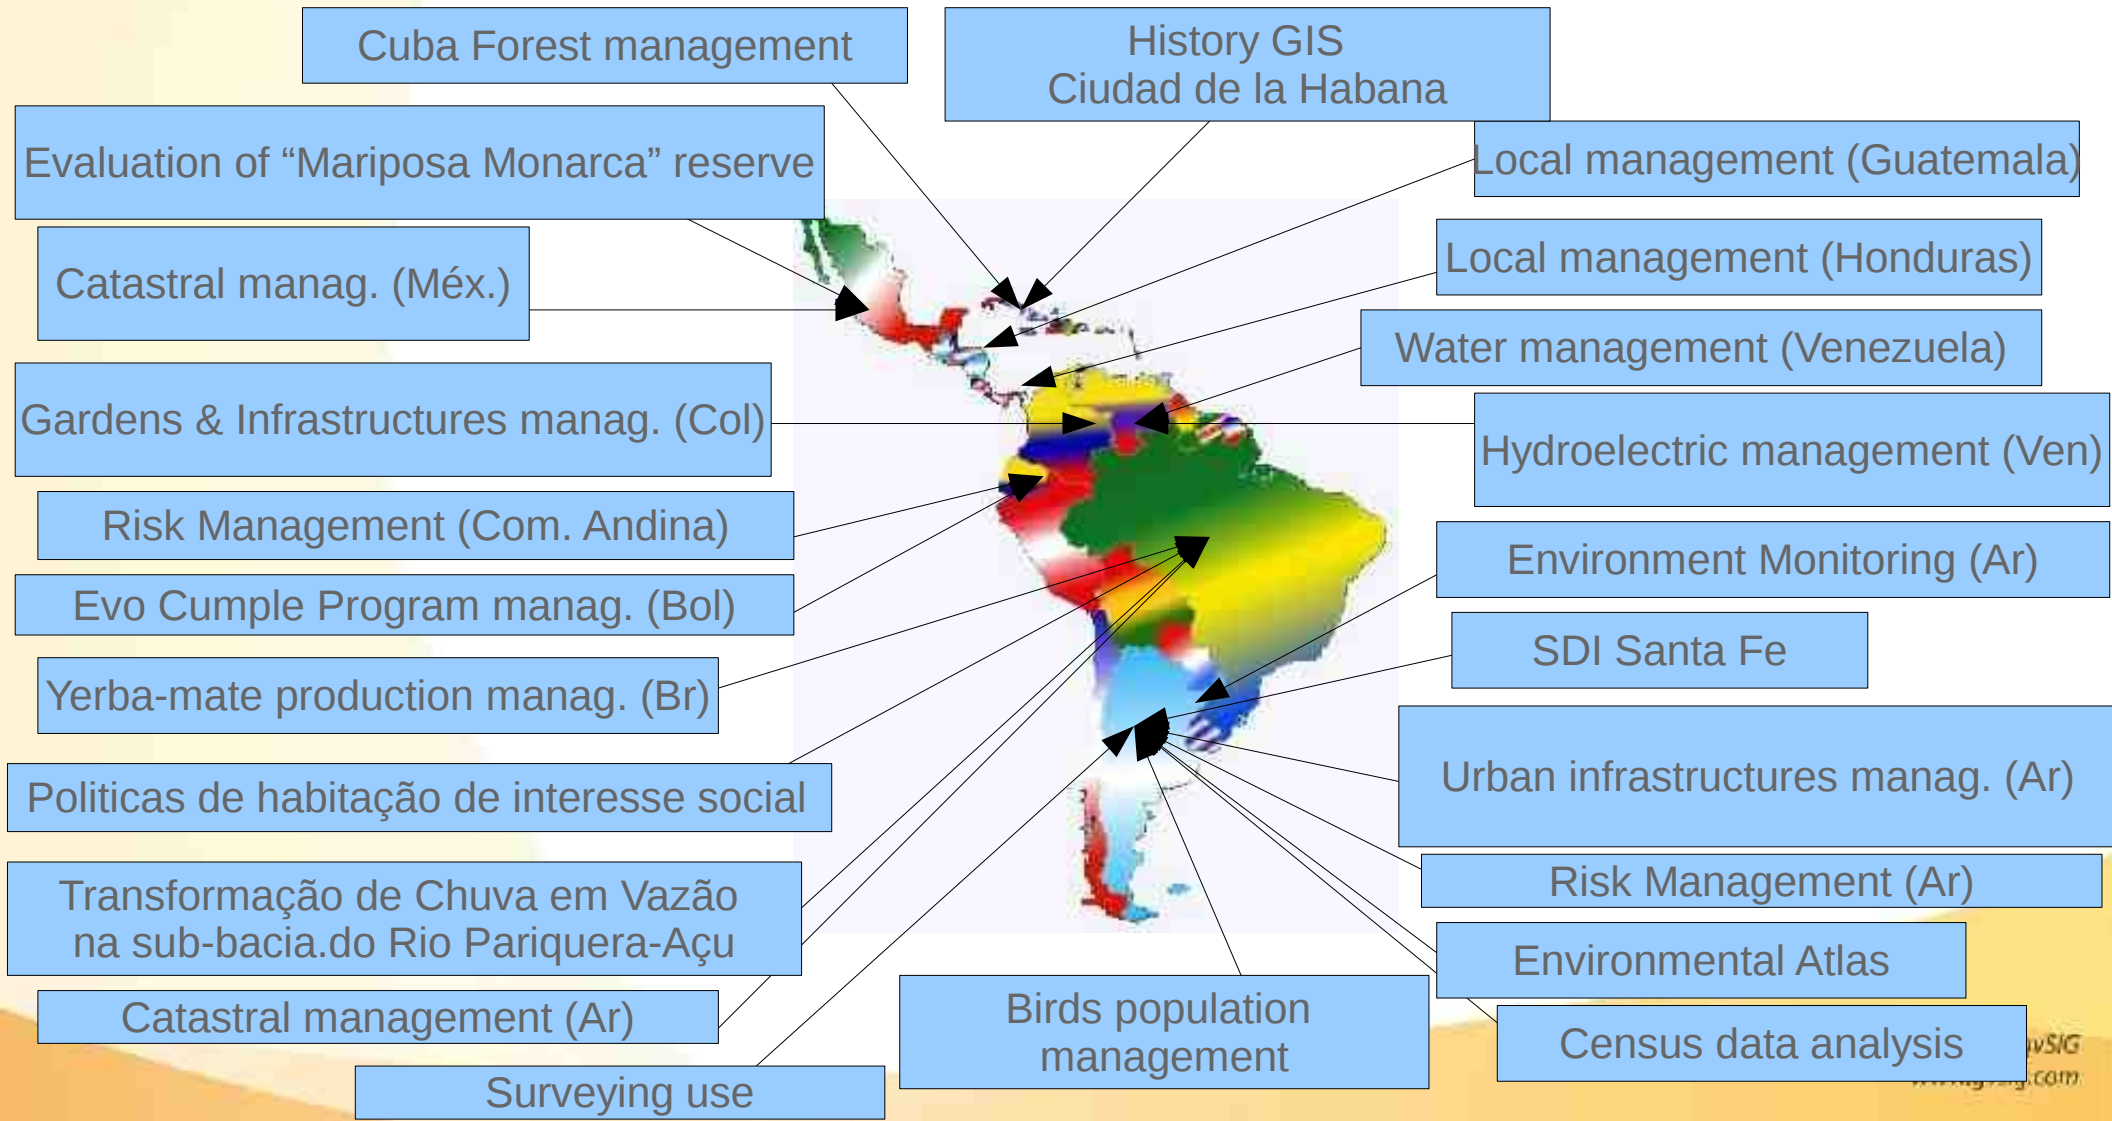 Cuba Forest management
History GIS
Ciudad de la Habana
Evaluation of “Mariposa Monarca” reserve
Local management (Guatemala)
Catastral manag. (Méx.)
Local management (Honduras)
Water management (Venezuela)
Gardens & Infrastructures manag. (Col)
Hydroelectric management (Ven)
Risk Management (Com. Andina)
Environment Monitoring (Ar)
Evo Cumple Program manag. (Bol)
SDI Santa Fe
Yerba-mate production manag. (Br)
Urban infrastructures manag. (Ar)
Politicas de habitação de interesse social
Risk Management (Ar)
Transformação de Chuva em Vazão
na sub-bacia.do Rio Pariquera-Açu
Environmental Atlas
Catastral management (Ar)
Birds population
management
Census data analysis
Surveying use